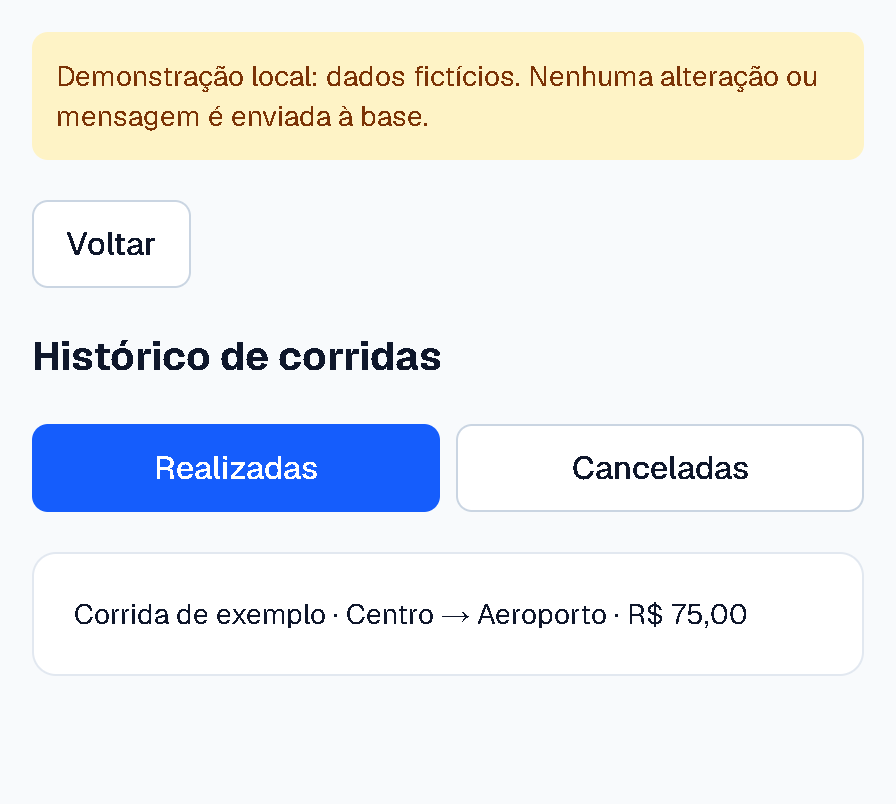 Demonstração local: dados fictícios. Nenhuma alteração ou
mensagem é enviada à base.
Voltar
Histórico de corridas
Realizadas
Canceladas
Corrida de exemplo · Centro → Aeroporto · R$ 75,00